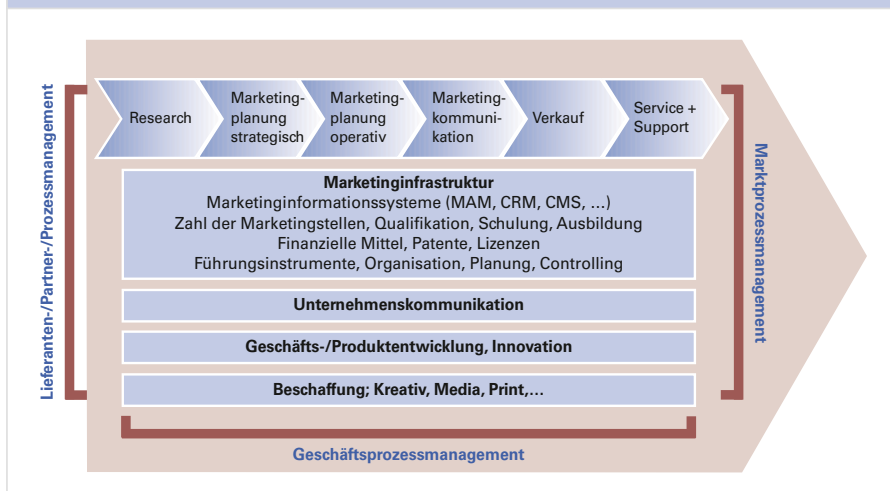 Lieferanten-/Partner-/Prozessmanagement
Research
Marketing-
planung
strategisch
Marketing-
planung
operativ
Marketing-
kommuni-
kation
Verkauf
Service +
Support
Marktprozessmanagement
Marketinginfrastruktur
Marketinginformationssysteme (MAM, CRM, CMS, …)
Zahl der Marketingstellen, Qualifikation, Schulung, Ausbildung
Finanzielle Mittel, Patente, Lizenzen
Führungsinstrumente, Organisation, Planung, Controlling
Unternehmenskommunikation
Geschäfts-/Produktentwicklung, Innovation
Beschaffung; Kreativ, Media, Print,…
Geschäftsprozessmanagement